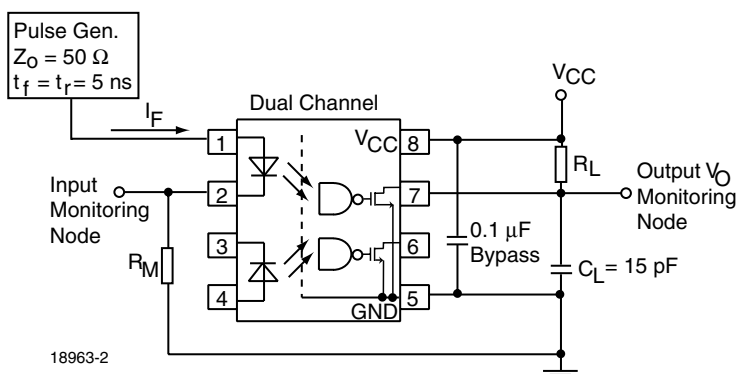 Pulse Gen.
Z_O = 50 Ω
t_f = t_r = 5 ns
I_F
Dual Channel
V_CC
1
V_CC 8
R_L
Input
Monitoring
Node
2
7
Output V_O
Monitoring
Node
3
6
0.1 µF
Bypass
R_M
C_L = 15 pF
4
5
GND
18963-2